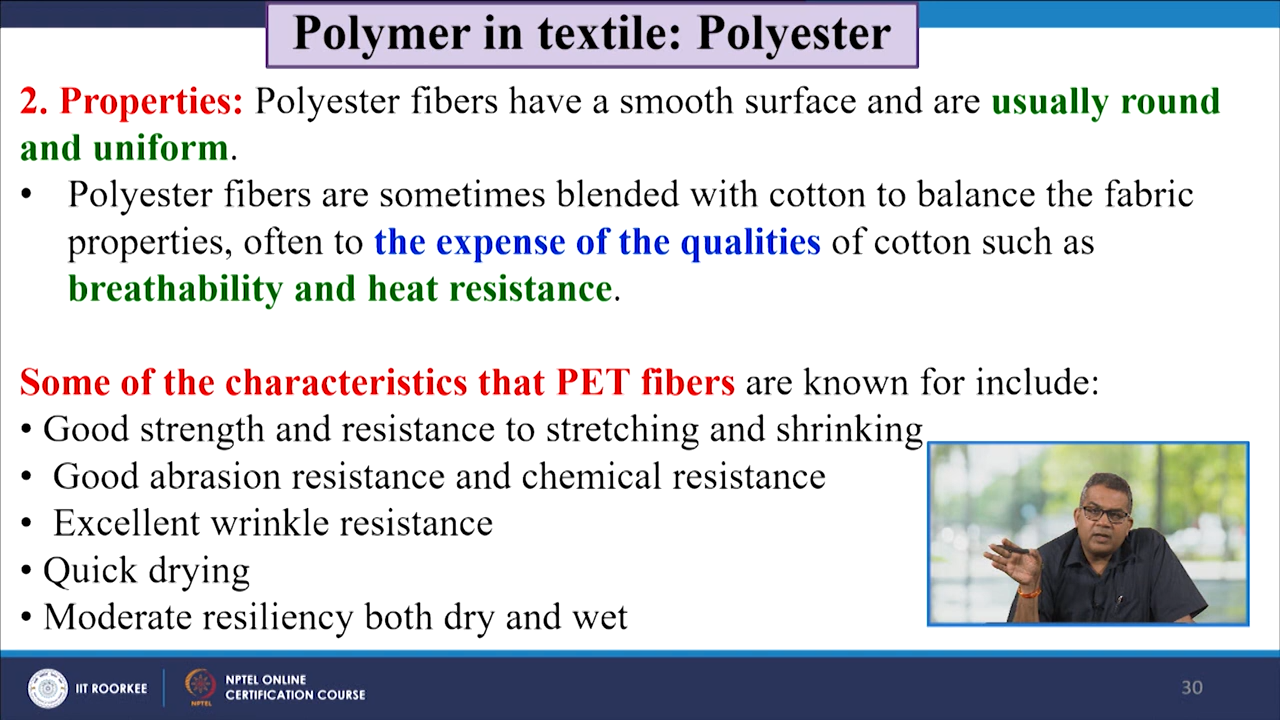 Polymer in textile: Polyester
2. Properties: Polyester fibers have a smooth surface and are usually round
and uniform.
• Polyester fibers are sometimes blended with cotton to balance the fabric
properties, often to the expense of the qualities of cotton such as
breathability and heat resistance.
Some of the characteristics that PET fibers are known for include:
• Good strength and resistance to stretching and shrinking
• Good abrasion resistance and chemical resistance
• Excellent wrinkle resistance
• Quick drying
• Moderate resiliency both dry and wet
IIT ROORKEE
NPTEL
NPTEL ONLINE
CERTIFICATION COURSE
30